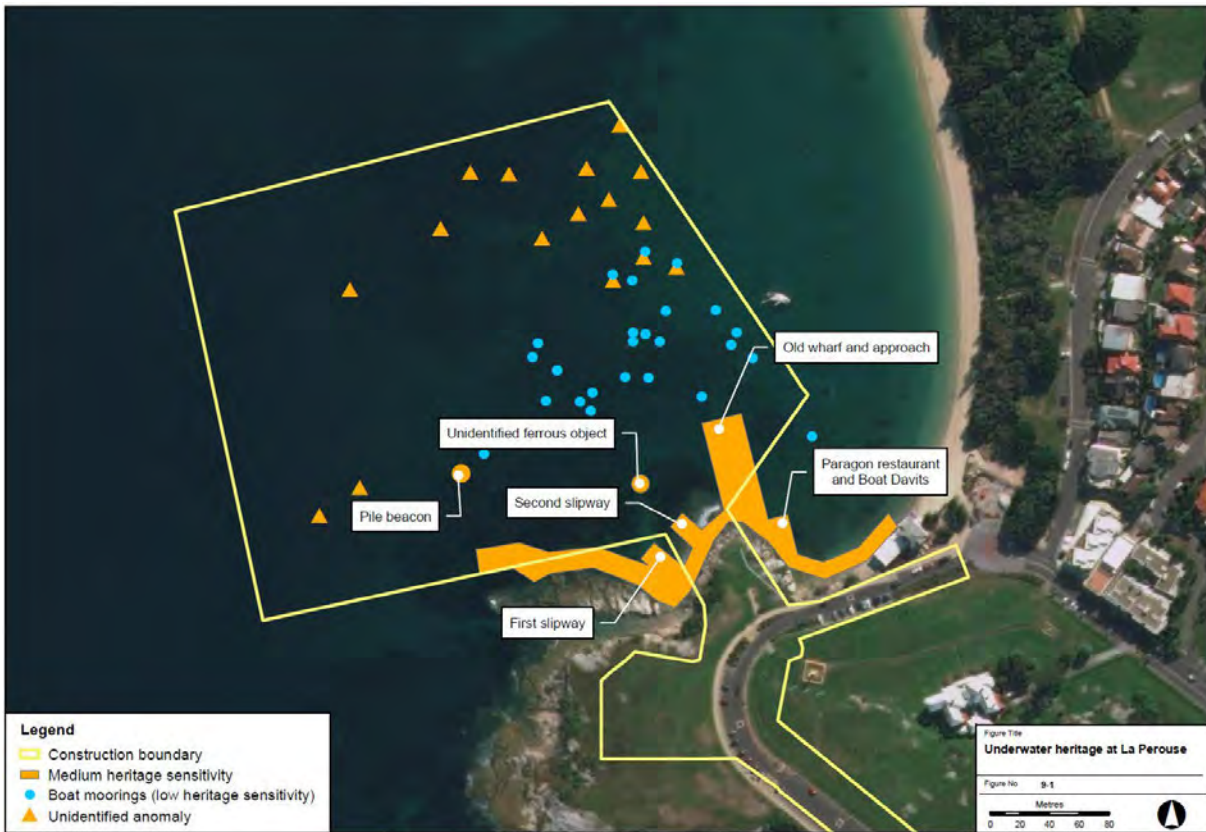 Old wharf and approach
Unidentified ferrous object
Paragon restaurant
and Boat Davits
Second slipway
Pile beacon
First slipway
Legend
Construction boundary
Medium heritage sensitivity
Boat moorings (low heritage sensitivity)
Unidentified anomaly
Figure Title
Underwater heritage at La Perouse
Figure No 9-1
Metres
0 20 40 60 80